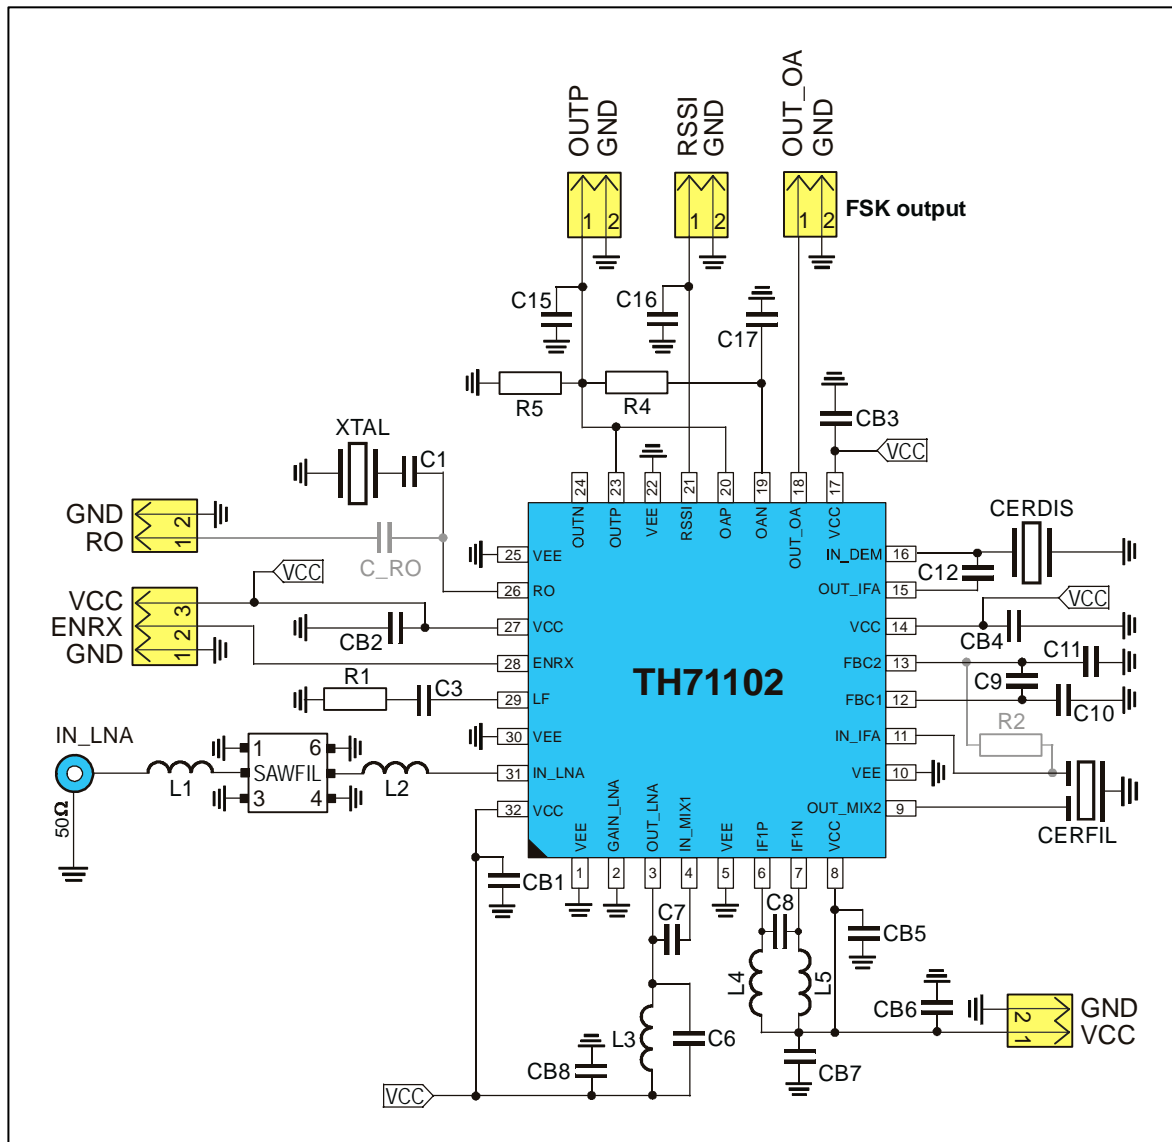 OUTP
GND
RSSI
GND
OUT_OA
GND
1 2
1 2
1 2
FSK output
C15
C16
C17
R5
R4
CB3
VCC
XTAL
C1
GND
RO
2
1
C_RO
VCC
VCC
ENRX
GND
3
2
1
CB2
R1
C3
IN_LNA
50Ω
L1
SAWFIL
1
6
3
4
L2
24 23 22 21 20 19 18 17
OUTN OUTP VEE RSSI OAP OAN OUT_OA VCC
25 VEE
26 RO
27 VCC
28 ENRX
29 LF
30 VEE
31 IN_LNA
32 VCC
TH71102
IN_DEM 16
OUT_IFA 15
VCC 14
FBC2 13
FBC1 12
IN_IFA 11
VEE 10
OUT_MIX2 9
VEE GAIN_LNA OUT_LNA IN_MIX1 VEE IF1P IF1N VCC
1 2 3 4 5 6 7 8
CERDIS
C12
VCC
CB4
C11
C9
C10
R2
CERFIL
CB1
C7
C8
CB5
L4
L5
CB6
GND
VCC
2
1
L3
C6
CB8
CB7
VCC